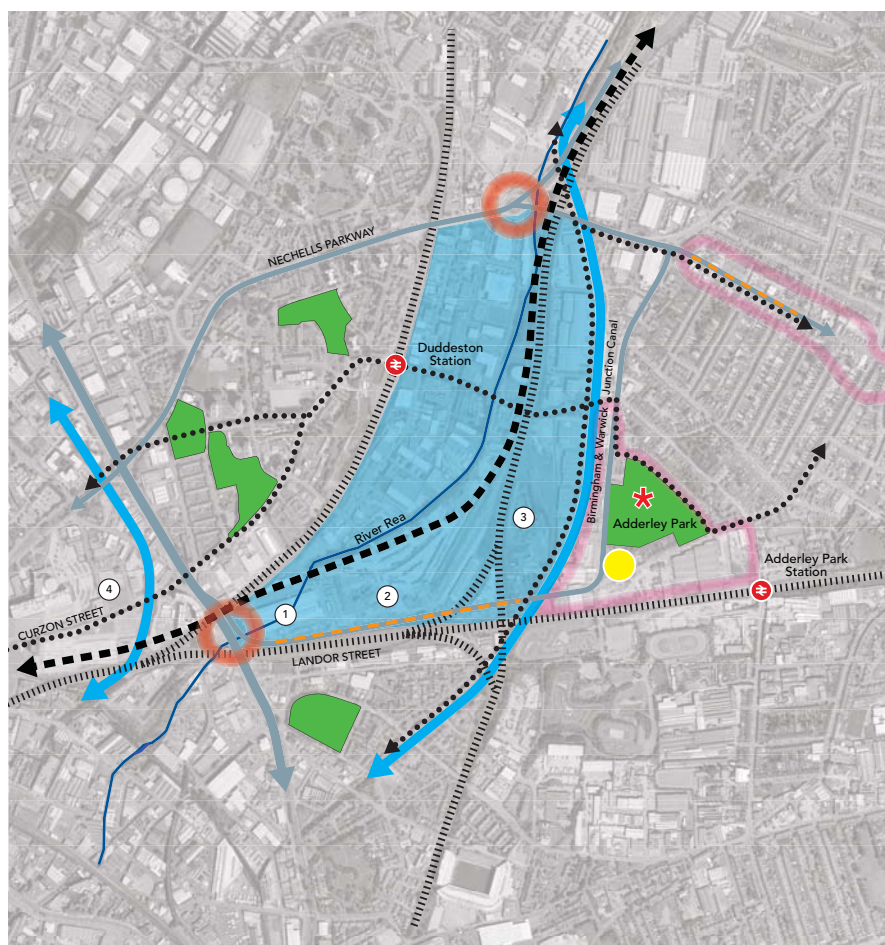 NECHELLS PARKWAY
Duddeston
Station
Birmingham & Warwick Junction Canal
River Rea
3
Adderley Park
2
Adderley Park
Station
4
1
CURZON STREET
LANDOR STREET